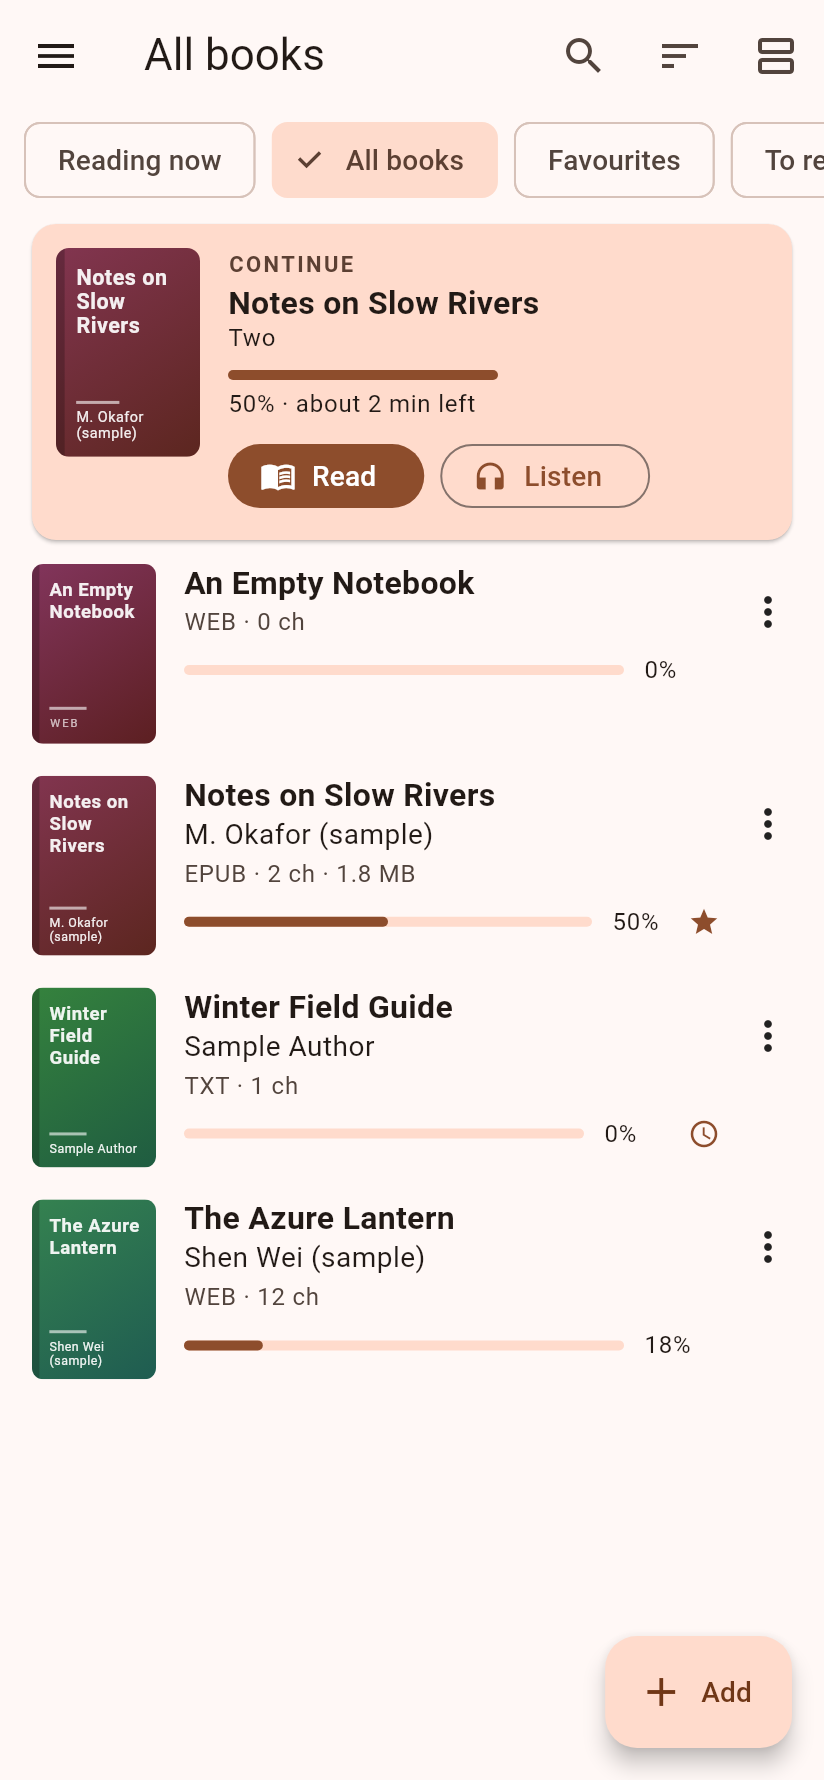 All books
Reading now
All books
Favourites
To re
Notes on
Slow
Rivers
M. Okafor
(sample)
CONTINUE
Notes on Slow Rivers
Two
50% · about 2 min left
Read
Listen
An Empty
Notebook
WEB
An Empty Notebook
WEB · 0 ch
0%
Notes on
Slow
Rivers
M. Okafor
(sample)
Notes on Slow Rivers
M. Okafor (sample)
EPUB · 2 ch · 1.8 MB
50%
Winter
Field
Guide
Sample Author
Winter Field Guide
Sample Author
TXT · 1 ch
0%
The Azure
Lantern
Shen Wei
(sample)
The Azure Lantern
Shen Wei (sample)
WEB · 12 ch
18%
Add